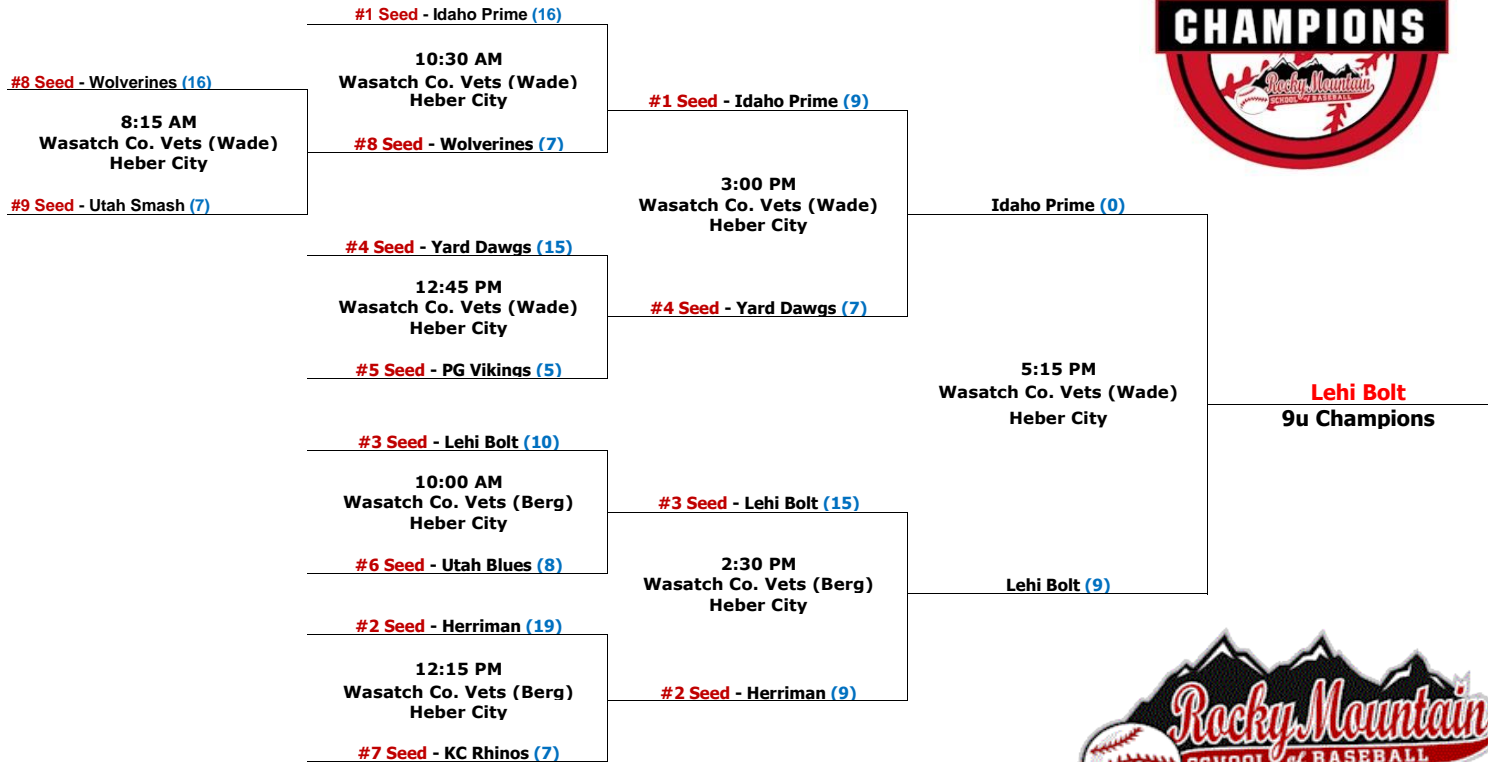 #1 Seed - Idaho Prime (16)
10:30 AM
Wasatch Co. Vets (Wade)
Heber City
#8 Seed - Wolverines (7)
#8 Seed - Wolverines (16)
8:15 AM
Wasatch Co. Vets (Wade)
Heber City
#9 Seed - Utah Smash (7)
#4 Seed - Yard Dawgs (15)
12:45 PM
Wasatch Co. Vets (Wade)
Heber City
#5 Seed - PG Vikings (5)
#3 Seed - Lehi Bolt (10)
10:00 AM
Wasatch Co. Vets (Berg)
Heber City
#6 Seed - Utah Blues (8)
#2 Seed - Herriman (19)
12:15 PM
Wasatch Co. Vets (Berg)
Heber City
#7 Seed - KC Rhinos (7)
#1 Seed - Idaho Prime (9)
3:00 PM
Wasatch Co. Vets (Wade)
Heber City
#4 Seed - Yard Dawgs (7)
#3 Seed - Lehi Bolt (15)
2:30 PM
Wasatch Co. Vets (Berg)
Heber City
#2 Seed - Herriman (9)
Idaho Prime (0)
5:15 PM
Wasatch Co. Vets (Wade)
Heber City
Lehi Bolt (9)
Lehi Bolt
9u Champions
CHAMPIONS
Rocky Mountain
SCHOOL of BASEBALL
Rocky Mountain
SCHOOL of BASEBALL